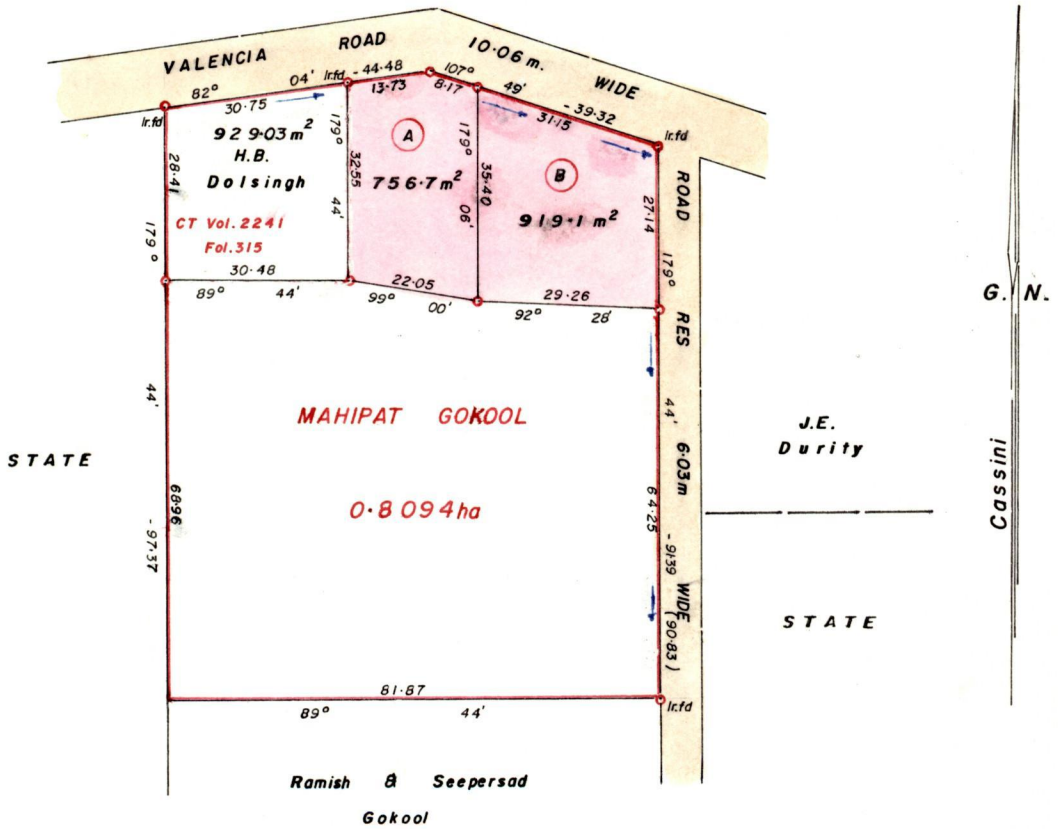 VALENCIA ROAD 10·06 m. WIDE
82° 04' Ir.fd - 44·48 107° 49' - 39·32
30·75 13·73 8·17 31·15
Ir.fd Ir.fd
929·03 m²
H.B.
Dolsingh
CT Vol. 2241
Fol. 315
28·41
179°
44'
68·96
- 97·37
179°
32·55
44'
A
756·7 m²
179°
35·40
06'
B
919·1 m²
27·14
179°
44'
64·25
- 91·39
(90·83)
ROAD RES 6·03m WIDE
30·48
89° 44'
22·05
99° 00'
29·26
92° 28'
MAHIPAT GOKOOL
0·8094 ha
STATE
J.E.
Durity
STATE
G. N.
Cassini
81·87
89° 44'
Ir.fd
Ramish & Seepersad
Gokool